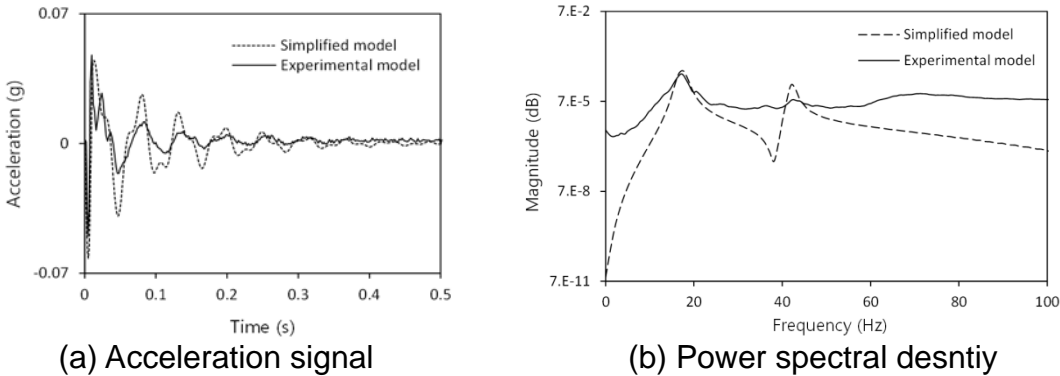 0.07
0
-0.07
Acceleration (g)
Simplified model
Experimental model
0
0.1
0.2
0.3
0.4
0.5
Time (s)
(a) Acceleration signal
7.E-2
7.E-5
7.E-8
7.E-11
Magnitude (dB)
Simplified model
Experimental model
0
20
40
60
80
100
Frequency (Hz)
(b) Power spectral desntiy